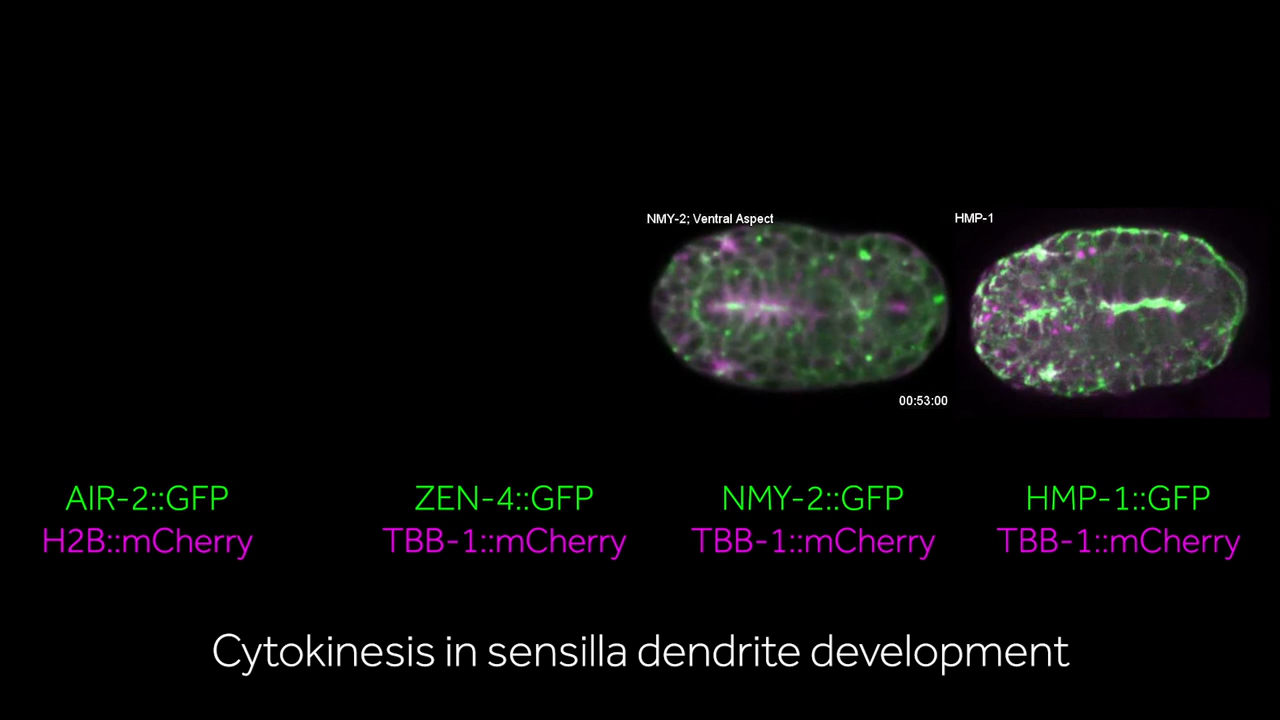 NMY-2; Ventral Aspect
HMP-1
00:53:00
AIR-2::GFP
H2B::mCherry
ZEN-4::GFP
TBB-1::mCherry
NMY-2::GFP
TBB-1::mCherry
HMP-1::GFP
TBB-1::mCherry
Cytokinesis in sensilla dendrite development